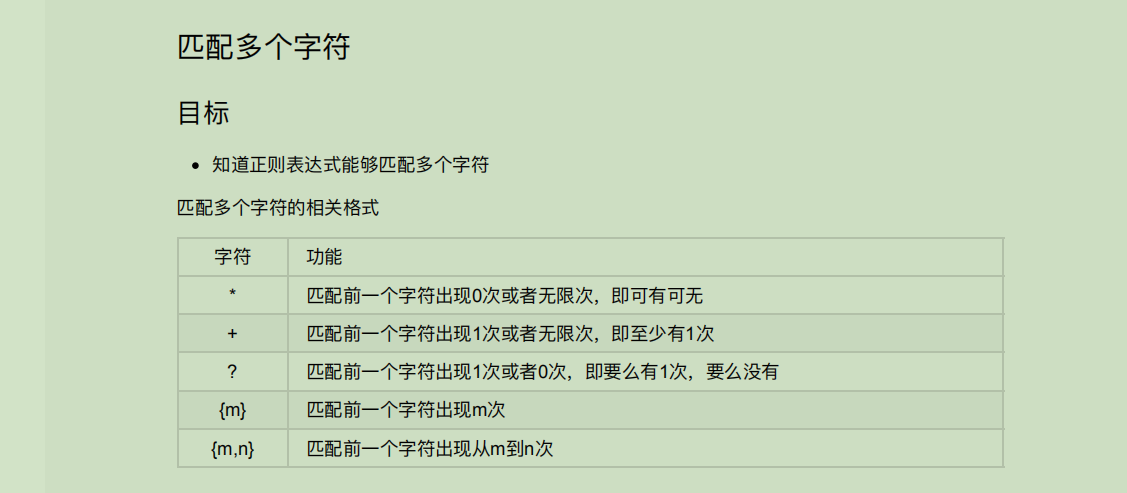 匹配多个字符
目标
• 知道正则表达式能够匹配多个字符
匹配多个字符的相关格式
字符 功能
* 匹配前一个字符出现0次或者无限次，即可有可无
+ 匹配前一个字符出现1次或者无限次，即至少有1次
? 匹配前一个字符出现1次或者0次，即要么有1次，要么没有
{m} 匹配前一个字符出现m次
{m,n} 匹配前一个字符出现从m到n次